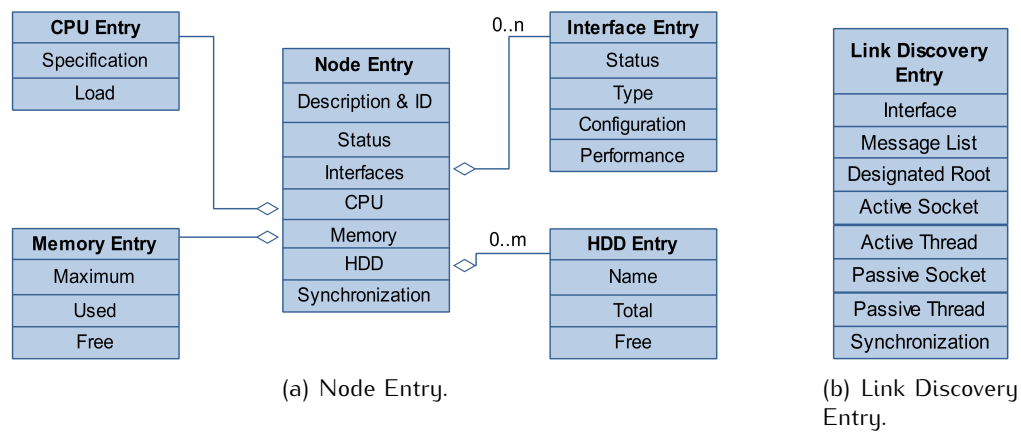 CPU Entry
Specification
Load
Node Entry
Description & ID
Status
Interfaces
CPU
Memory
HDD
Synchronization
Memory Entry
Maximum
Used
Free
0..n
Interface Entry
Status
Type
Configuration
Performance
0..m
HDD Entry
Name
Total
Free
(a) Node Entry.
Link Discovery
Entry
Interface
Message List
Designated Root
Active Socket
Active Thread
Passive Socket
Passive Thread
Synchronization
(b) Link Discovery
Entry.